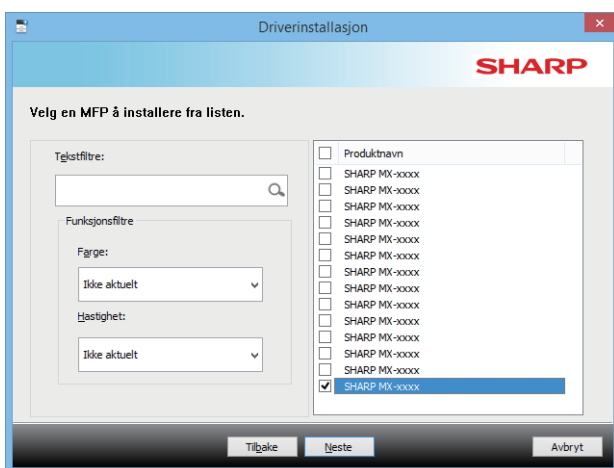 Driverinstallasjon
SHARP
Velg en MFP å installere fra listen.
Tekstfiltre:
Funksjonsfiltre
Farge:
Ikke aktuelt
Hastighet:
Ikke aktuelt
Produktnavn
SHARP MX-xxxx
SHARP MX-xxxx
SHARP MX-xxxx
SHARP MX-xxxx
SHARP MX-xxxx
SHARP MX-xxxx
SHARP MX-xxxx
SHARP MX-xxxx
SHARP MX-xxxx
SHARP MX-xxxx
SHARP MX-xxxx
SHARP MX-xxxx
SHARP MX-xxxx
SHARP MX-xxxx
Tilbake
Neste
Avbryt